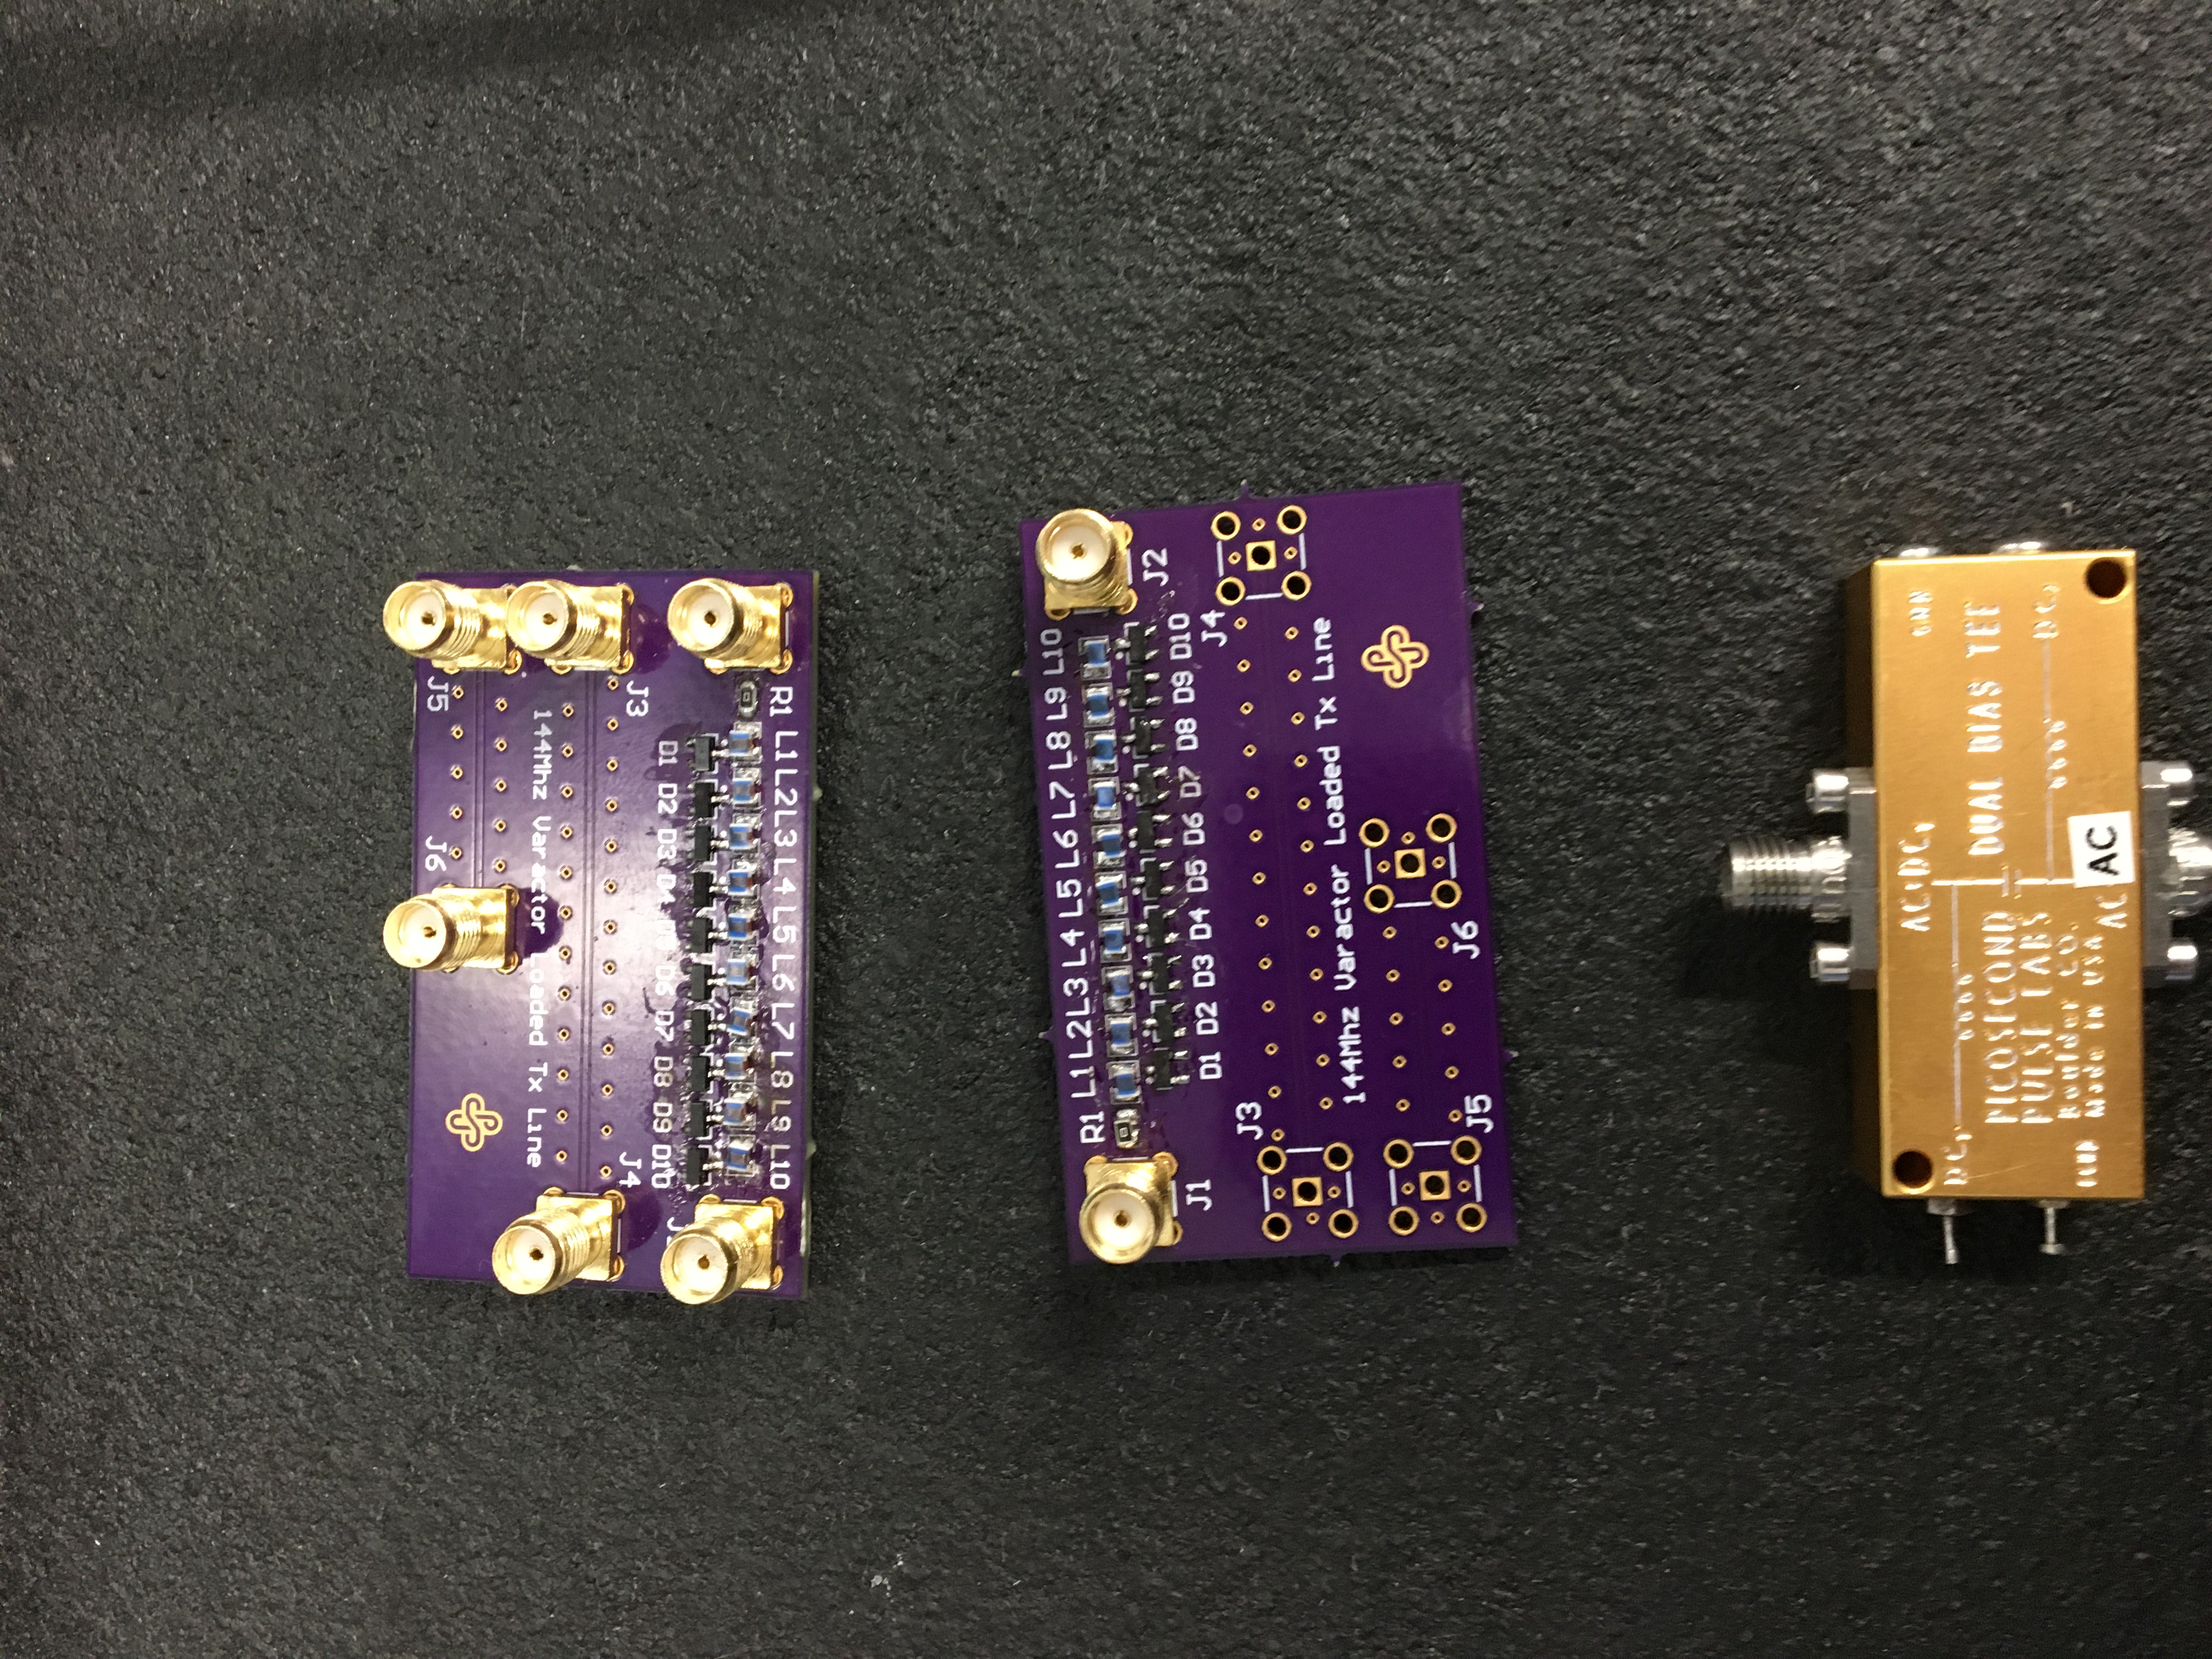 J6 J5
144Mhz Varactor Loaded Tx Line
J4 J3
D10 D9 D8 D7 D6 D5 D4 D3 D2 D1
L10 L9 L8 L7 L6 L5 L4 L3 L2 L1 R1
R1 L1 L2 L3 L4 L5 L6 L7 L8 L9 L10
J1 J2
D1 D2 D3 D4 D5 D6 D7 D8 D9 D10
J3 J4
144Mhz Varactor Loaded Tx Line
J5 J6
AC+DC1
DC1
DUAL BIAS TEE
PICOSECOND
PULSE LABS
Boulder CO.
Made in USA
DC2
AC
AC